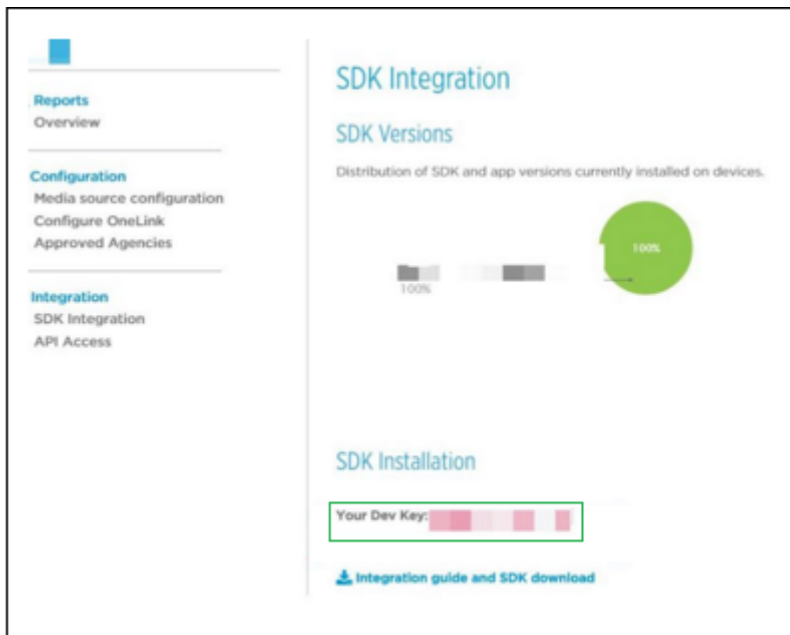 Reports
Overview
Configuration
Media source configuration
Configure OneLink
Approved Agencies
Integration
SDK Integration
API Access
SDK Integration
SDK Versions
Distribution of SDK and app versions currently installed on devices.
100%
100%
SDK Installation
Your Dev Key:
Integration guide and SDK download